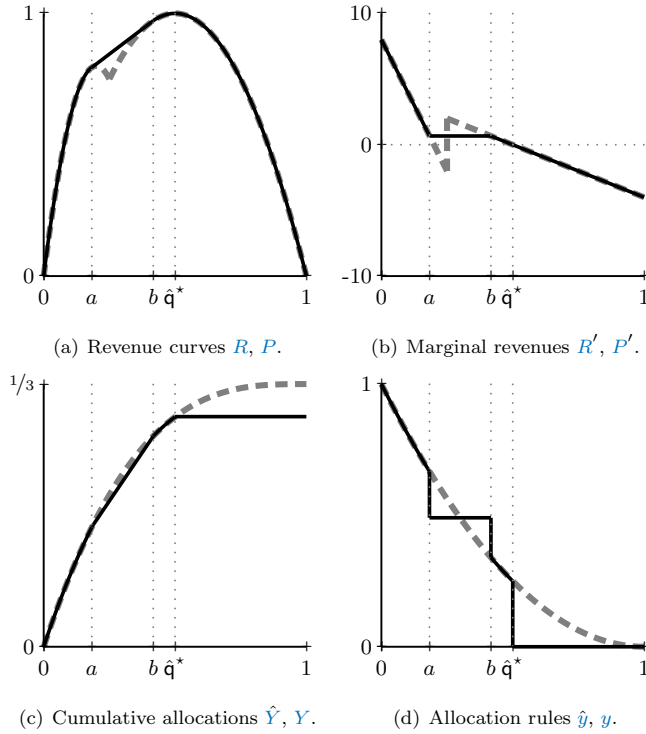 1
0
0 a b q̂* 1
(a) Revenue curves R, P.
10
0
-10
0 a b q̂* 1
(b) Marginal revenues R′, P′.
1/3
0
0 a b q̂* 1
(c) Cumulative allocations Ŷ, Y.
1
0
0 a b q̂* 1
(d) Allocation rules ŷ, y.